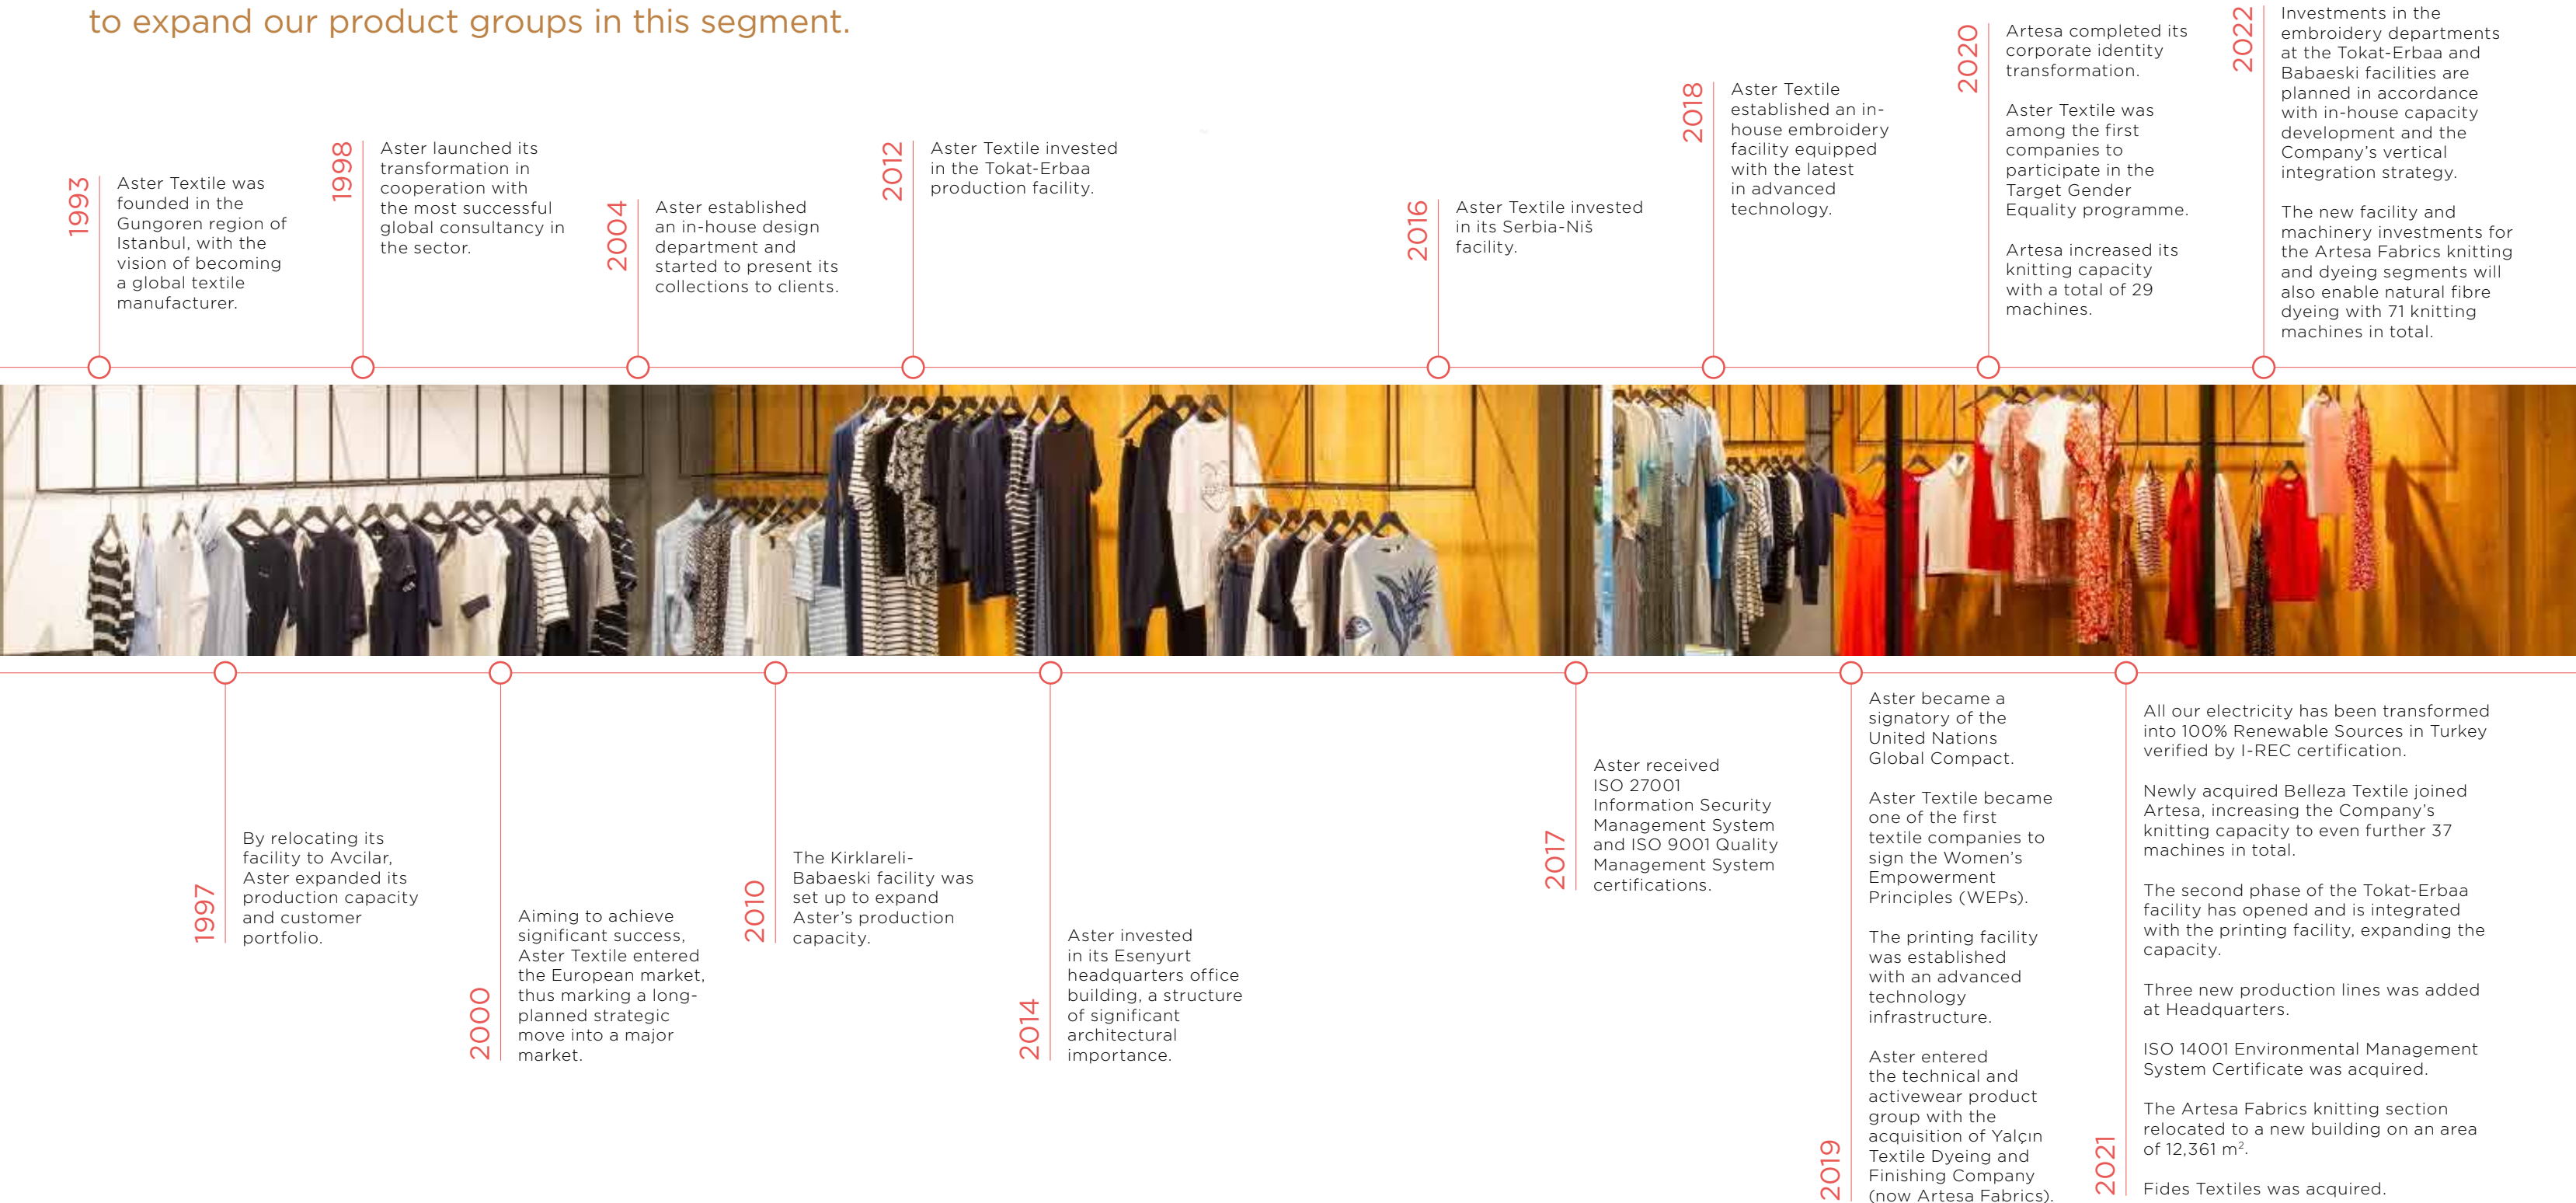 to expand our product groups in this segment.
1993
Aster Textile was
founded in the
Gungoren region of
Istanbul, with the
vision of becoming
a global textile
manufacturer.
1998
Aster launched its
transformation in
cooperation with
the most successful
global consultancy in
the sector.
2004
Aster established
an in-house design
department and
started to present its
collections to clients.
2012
Aster Textile invested
in the Tokat-Erbaa
production facility.
2016
Aster Textile invested
in its Serbia-Niš
facility.
2018
Aster Textile
established an in-
house embroidery
facility equipped
with the latest
in advanced
technology.
2020
Artesa completed its
corporate identity
transformation.
Aster Textile was
among the first
companies to
participate in the
Target Gender
Equality programme.
Artesa increased its
knitting capacity
with a total of 29
machines.
2022
Investments in the
embroidery departments
at the Tokat-Erbaa and
Babaeski facilities are
planned in accordance
with in-house capacity
development and the
Company’s vertical
integration strategy.
The new facility and
machinery investments for
the Artesa Fabrics knitting
and dyeing segments will
also enable natural fibre
dyeing with 71 knitting
machines in total.
1997
By relocating its
facility to Avcilar,
Aster expanded its
production capacity
and customer
portfolio.
2000
Aiming to achieve
significant success,
Aster Textile entered
the European market,
thus marking a long-
planned strategic
move into a major
market.
2010
The Kirklareli-
Babaeski facility was
set up to expand
Aster’s production
capacity.
2014
Aster invested
in its Esenyurt
headquarters office
building, a structure
of significant
architectural
importance.
2017
Aster received
ISO 27001
Information Security
Management System
and ISO 9001 Quality
Management System
certifications.
2019
Aster became a
signatory of the
United Nations
Global Compact.
Aster Textile became
one of the first
textile companies to
sign the Women’s
Empowerment
Principles (WEPs).
The printing facility
was established
with an advanced
technology
infrastructure.
Aster entered
the technical and
activewear product
group with the
acquisition of Yalçın
Textile Dyeing and
Finishing Company
(now Artesa Fabrics).
2021
All our electricity has been transformed
into 100% Renewable Sources in Turkey
verified by I-REC certification.
Newly acquired Belleza Textile joined
Artesa, increasing the Company’s
knitting capacity to even further 37
machines in total.
The second phase of the Tokat-Erbaa
facility has opened and is integrated
with the printing facility, expanding the
capacity.
Three new production lines was added
at Headquarters.
ISO 14001 Environmental Management
System Certificate was acquired.
The Artesa Fabrics knitting section
relocated to a new building on an area
of 12,361 m².
Fides Textiles was acquired.